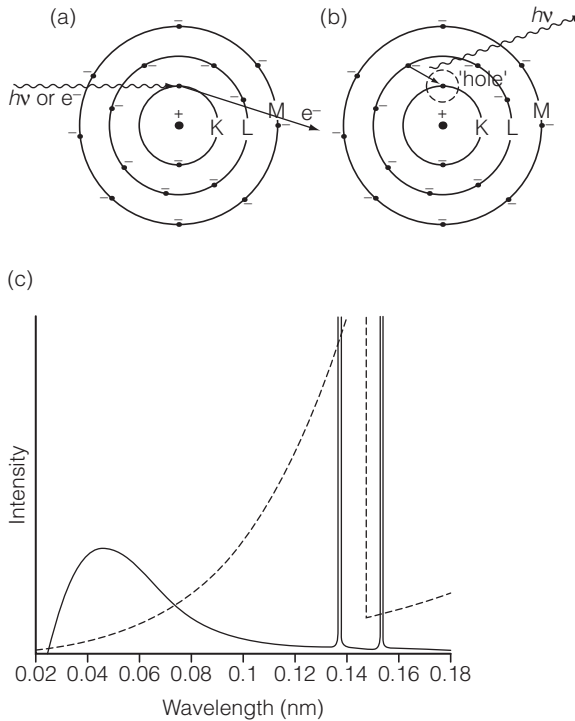 (a)
hν or e⁻
+
K L M
e⁻
(b)
hν
'hole'
+
K L M
(c)
Intensity
0.02 0.04 0.06 0.08 0.10 0.12 0.14 0.16 0.18
Wavelength (nm)